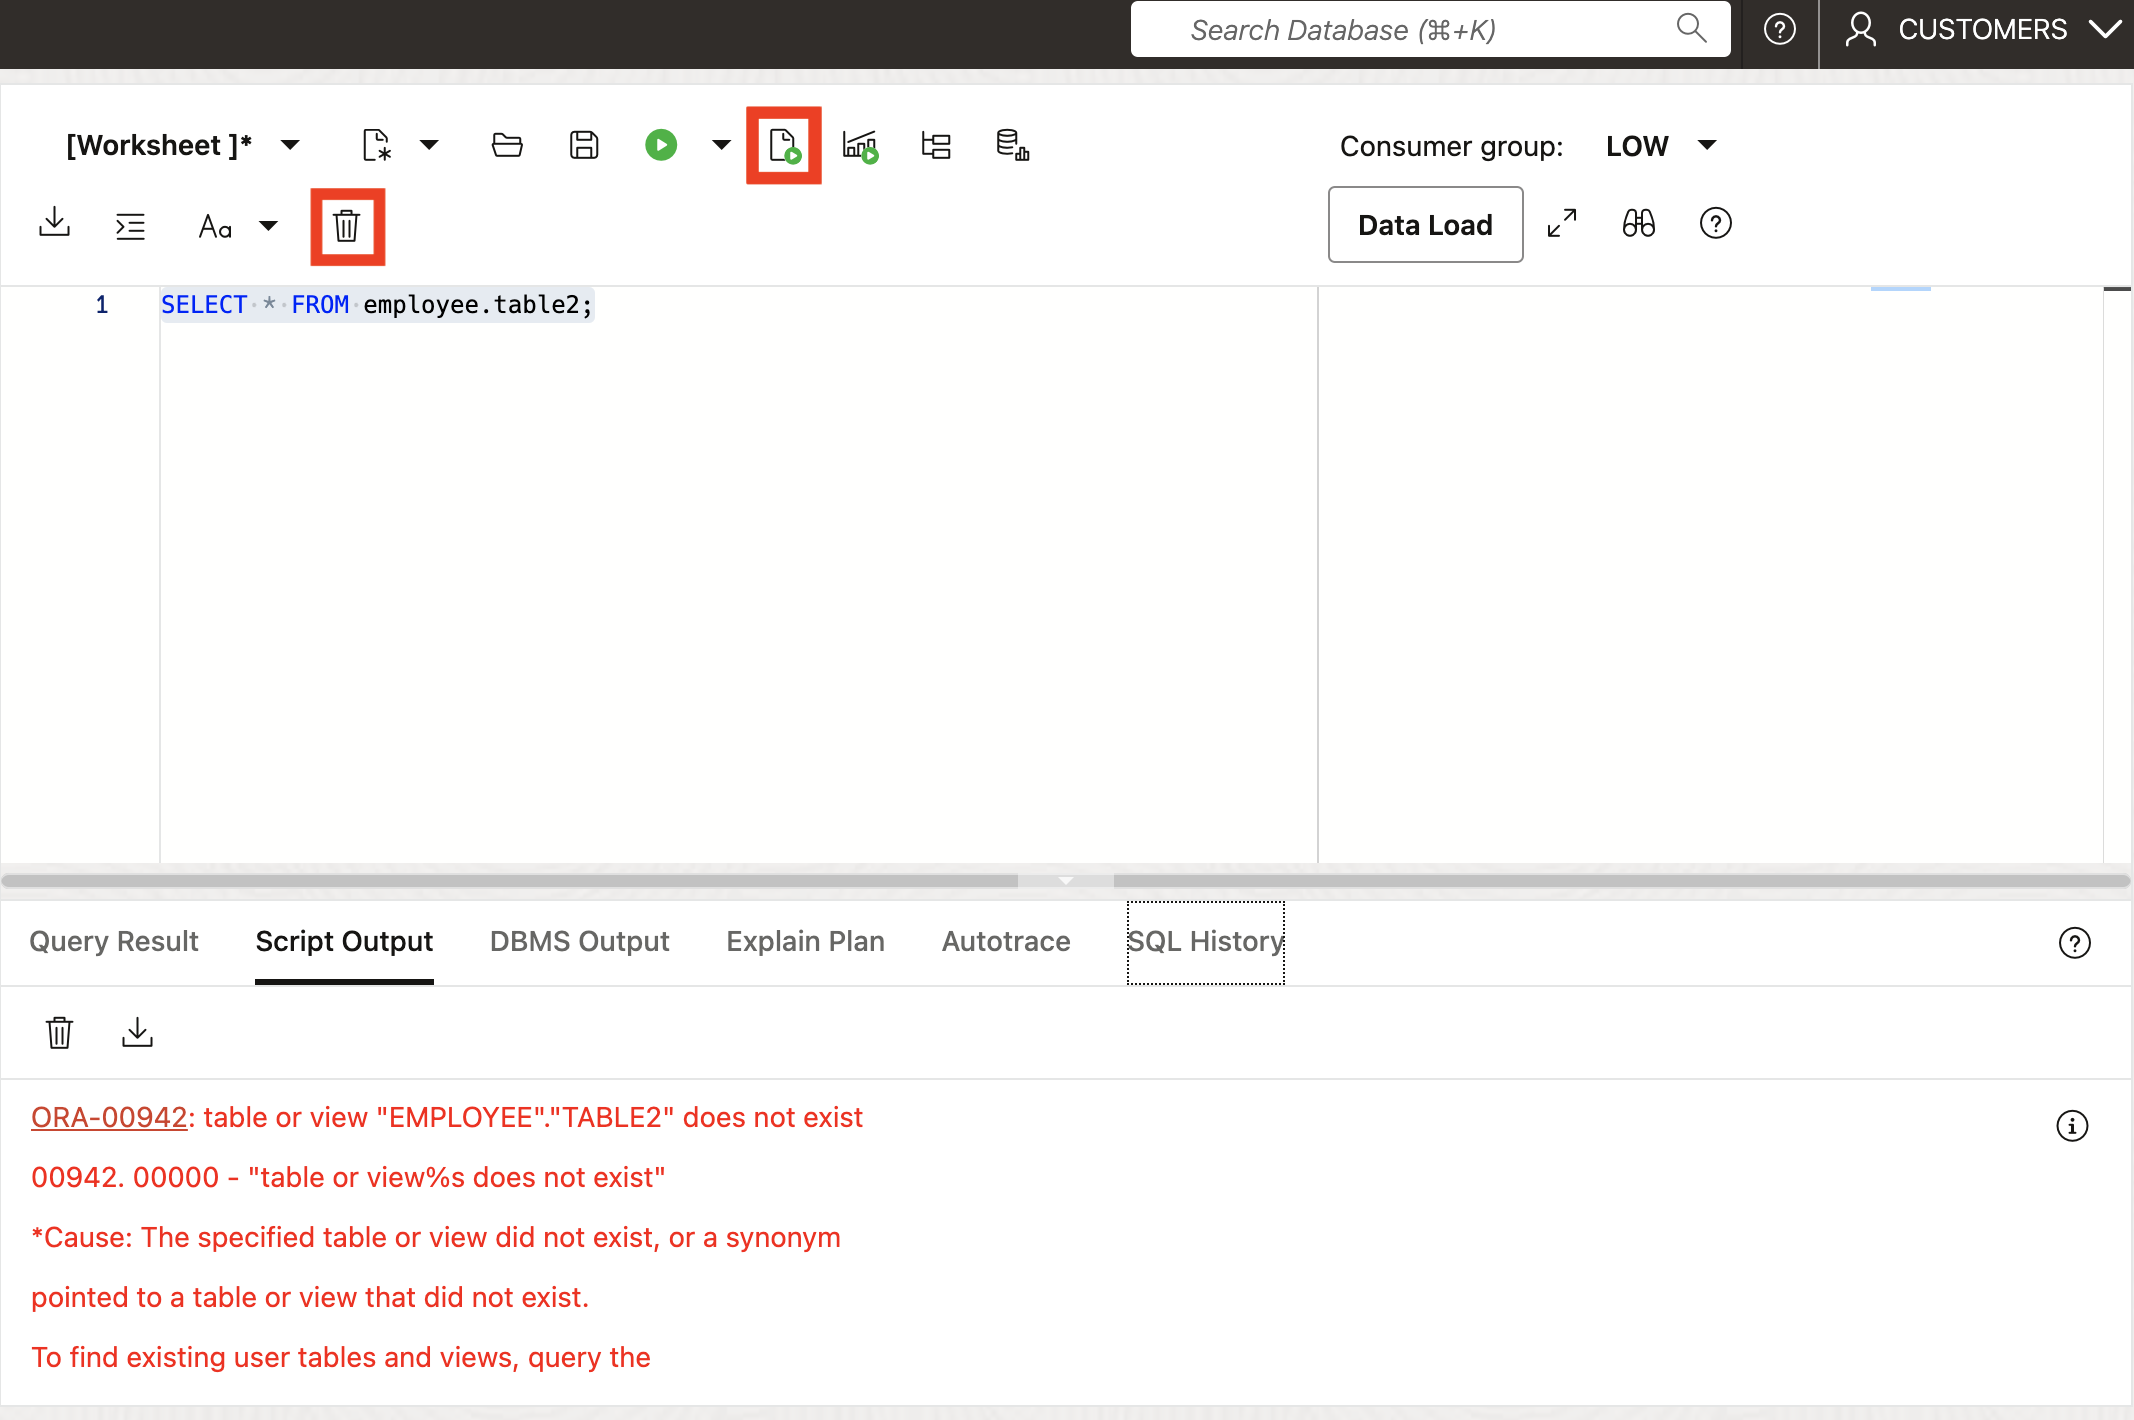 Search Database (⌘+K)
CUSTOMERS
[Worksheet ]*
Consumer group: LOW
Aa
Data Load
1 SELECT * FROM employee.table2;
Query Result Script Output DBMS Output Explain Plan Autotrace SQL History
ORA-00942: table or view "EMPLOYEE"."TABLE2" does not exist
00942. 00000 - "table or view%s does not exist"
*Cause: The specified table or view did not exist, or a synonym
pointed to a table or view that did not exist.
To find existing user tables and views, query the